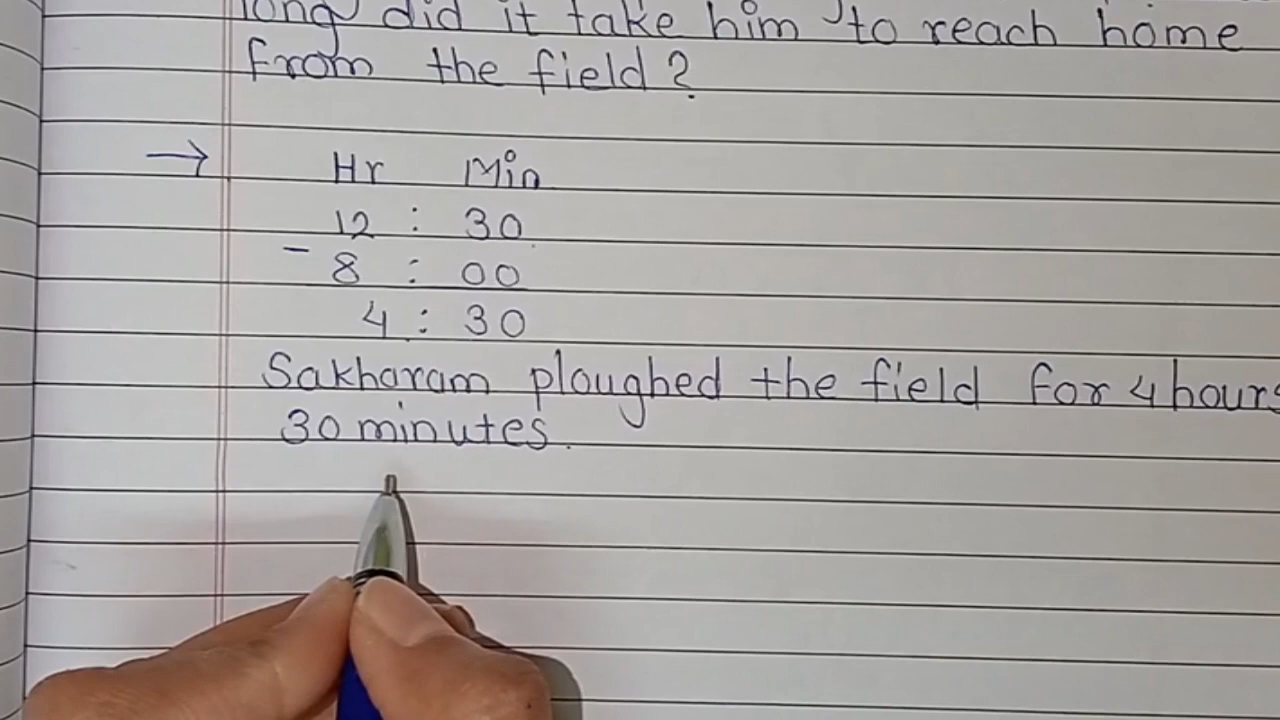 long did it take him to reach home
from the field?
→ Hr Min
12 : 30
- 8 : 00
4 : 30
Sakharam ploughed the field for 4 hours
30 minutes.